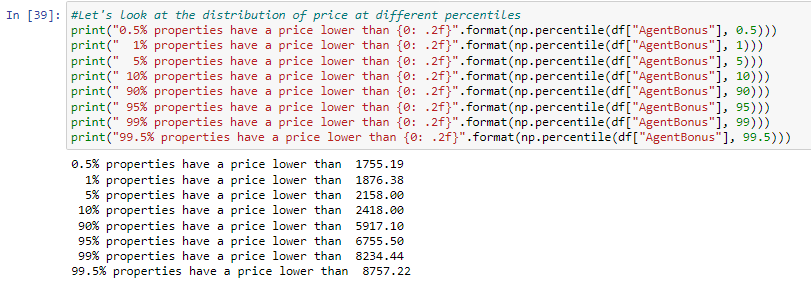 In [39]: #Let's look at the distribution of price at different percentiles
print("0.5% properties have a price lower than {0: .2f}".format(np.percentile(df["AgentBonus"], 0.5)))
print("  1% properties have a price lower than {0: .2f}".format(np.percentile(df["AgentBonus"], 1)))
print("  5% properties have a price lower than {0: .2f}".format(np.percentile(df["AgentBonus"], 5)))
print(" 10% properties have a price lower than {0: .2f}".format(np.percentile(df["AgentBonus"], 10)))
print(" 90% properties have a price lower than {0: .2f}".format(np.percentile(df["AgentBonus"], 90)))
print(" 95% properties have a price lower than {0: .2f}".format(np.percentile(df["AgentBonus"], 95)))
print(" 99% properties have a price lower than {0: .2f}".format(np.percentile(df["AgentBonus"], 99)))
print("99.5% properties have a price lower than {0: .2f}".format(np.percentile(df["AgentBonus"], 99.5)))
0.5% properties have a price lower than  1755.19
  1% properties have a price lower than  1876.38
  5% properties have a price lower than  2158.00
 10% properties have a price lower than  2418.00
 90% properties have a price lower than  5917.10
 95% properties have a price lower than  6755.50
 99% properties have a price lower than  8234.44
99.5% properties have a price lower than  8757.22